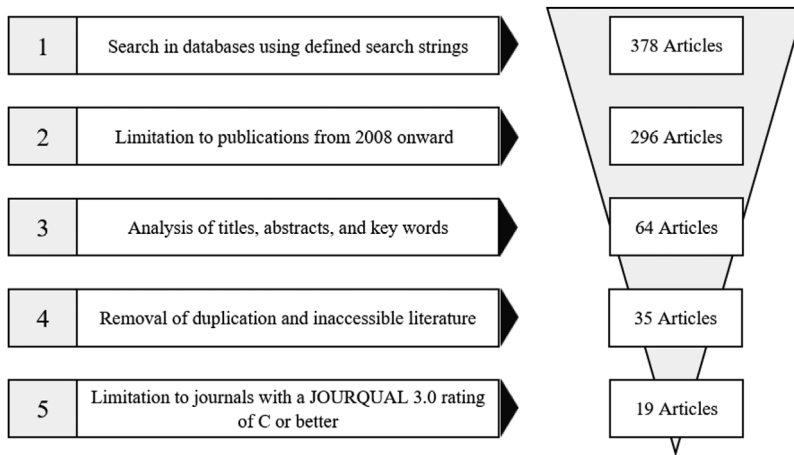 1
Search in databases using defined search strings
378 Articles
2
Limitation to publications from 2008 onward
296 Articles
3
Analysis of titles, abstracts, and key words
64 Articles
4
Removal of duplication and inaccessible literature
35 Articles
5
Limitation to journals with a JOURQUAL 3.0 rating
of C or better
19 Articles